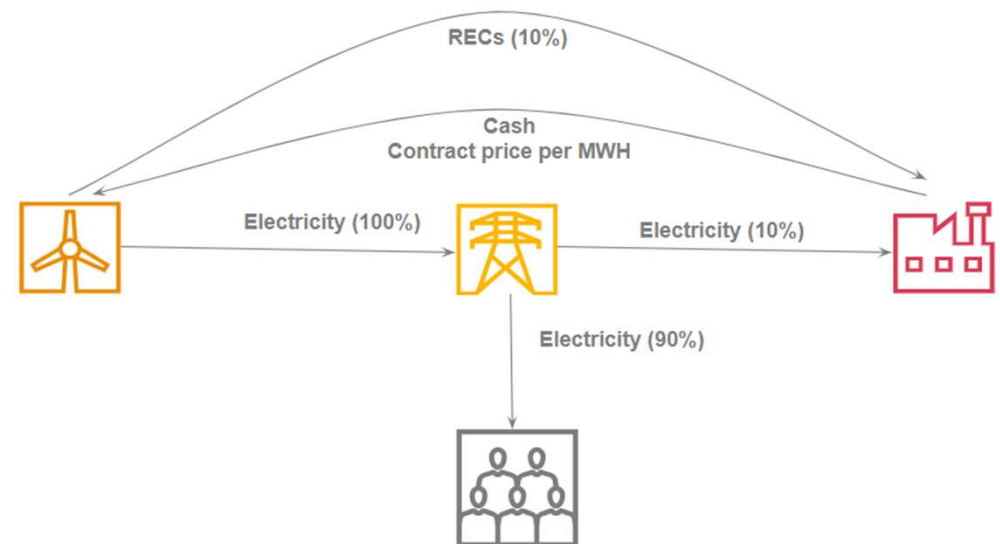 RECs (10%)
Cash
Contract price per MWH
Electricity (100%)
Electricity (10%)
Electricity (90%)